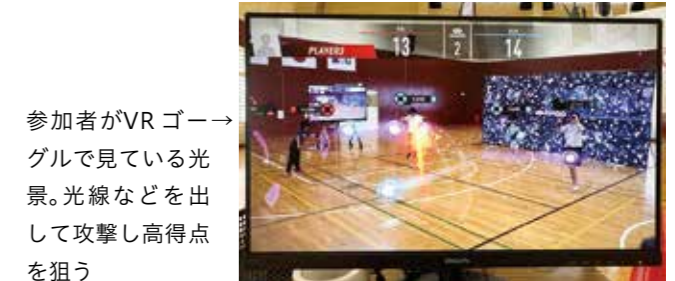 参加者がVR ゴー→
グルで見ている光
景。光線などを出
して攻撃し高得点
を狙う
PLAYER3
13
2
14